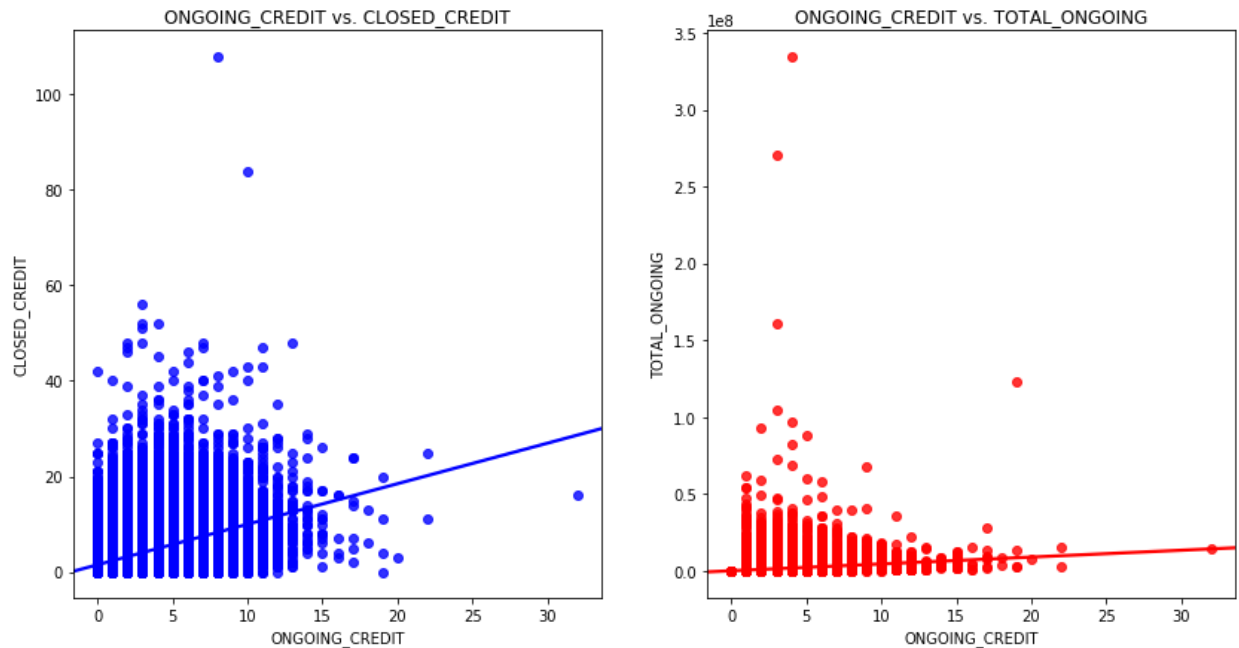 ONGOING_CREDIT vs. CLOSED_CREDIT
100
80
60
40
20
0
CLOSED_CREDIT
0 5 10 15 20 25 30
ONGOING_CREDIT
ONGOING_CREDIT vs. TOTAL_ONGOING
1e8
3.5
3.0
2.5
2.0
1.5
1.0
0.5
0.0
TOTAL_ONGOING
0 5 10 15 20 25 30
ONGOING_CREDIT